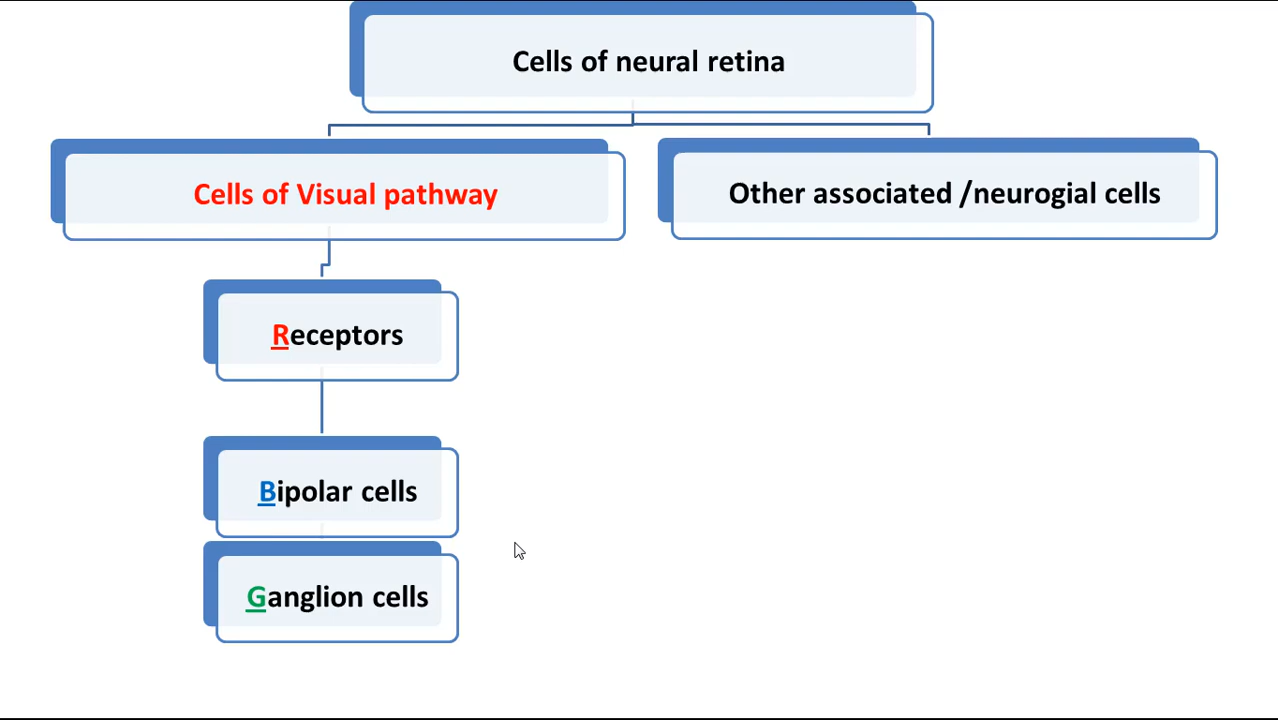 Cells of neural retina
Cells of Visual pathway
Other associated /neurogial cells
Receptors
Bipolar cells
Ganglion cells